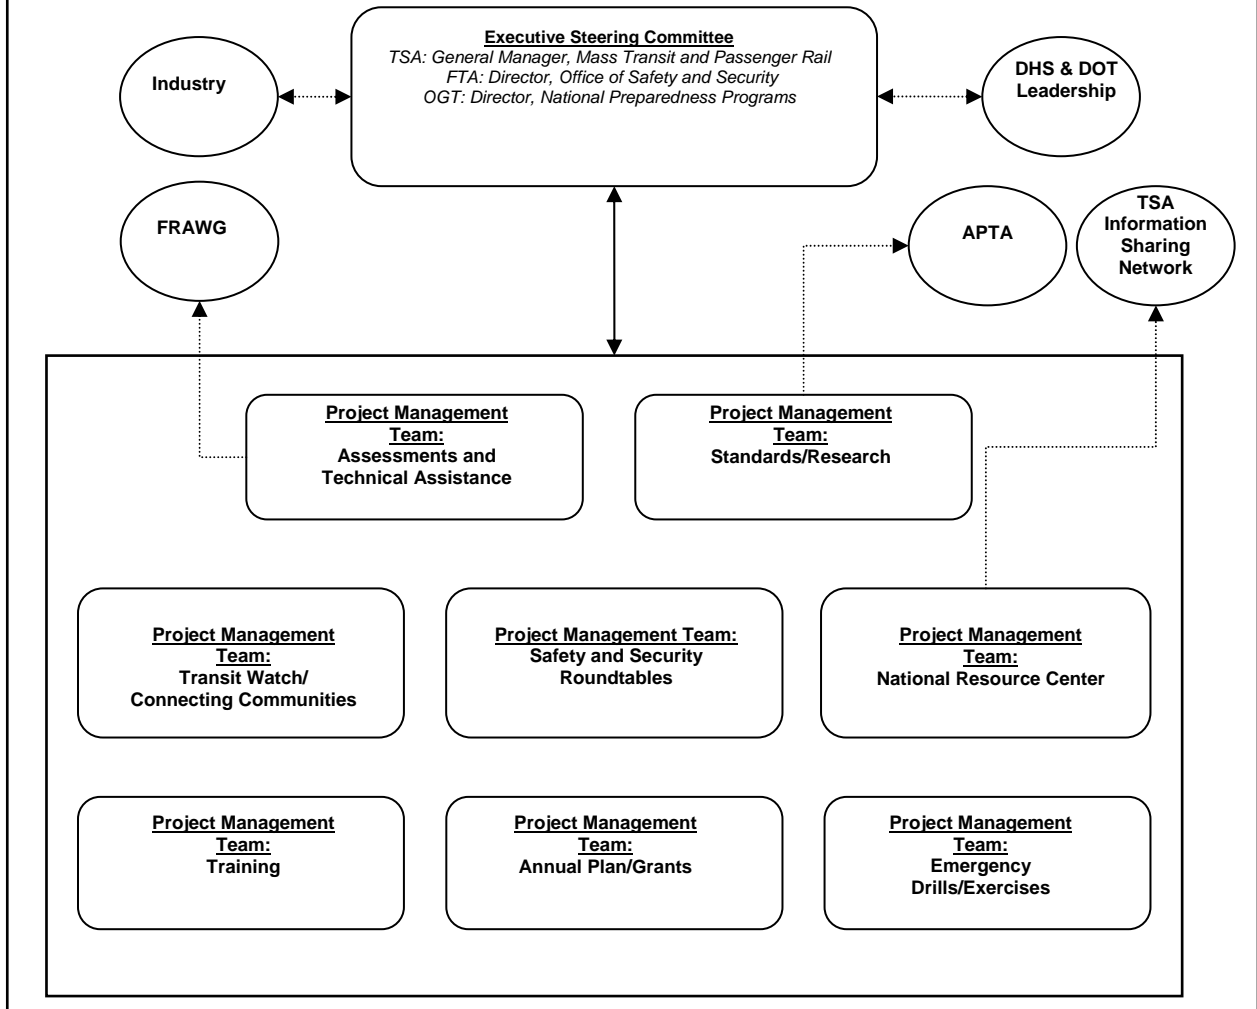 Executive Steering Committee
TSA: General Manager, Mass Transit and Passenger Rail
FTA: Director, Office of Safety and Security
OGT: Director, National Preparedness Programs
Industry
DHS & DOT
Leadership
FRAWG
APTA
TSA
Information
Sharing
Network
Project Management
Team:
Assessments and
Technical Assistance
Project Management
Team:
Standards/Research
Project Management
Team:
Transit Watch/
Connecting Communities
Project Management Team:
Safety and Security
Roundtables
Project Management
Team:
National Resource Center
Project Management
Team:
Training
Project Management
Team:
Annual Plan/Grants
Project Management
Team:
Emergency
Drills/Exercises